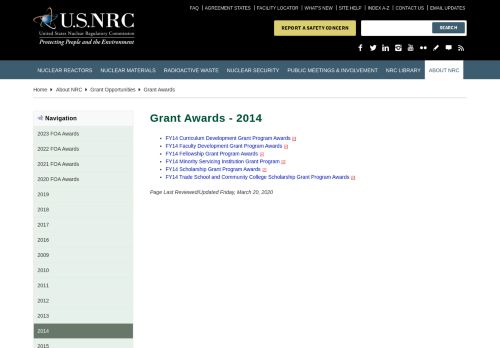 U.S.NRC
United States Nuclear Regulatory Commission
Protecting People and the Environment
FAQ | AGREEMENT STATES | FACILITY LOCATOR | WHAT'S NEW | SITE HELP | INDEX A-Z | CONTACT US | EMAIL UPDATES
REPORT A SAFETY CONCERN
SEARCH
NUCLEAR REACTORS NUCLEAR MATERIALS RADIOACTIVE WASTE NUCLEAR SECURITY PUBLIC MEETINGS & INVOLVEMENT NRC LIBRARY ABOUT NRC
Home About NRC Grant Opportunities Grant Awards
Navigation
2023 FOA Awards
2022 FOA Awards
2021 FOA Awards
2020 FOA Awards
2019
2018
2017
2016
2009
2010
2011
2012
2013
2014
2015
Grant Awards - 2014
FY14 Curriculum Development Grant Program Awards
FY14 Faculty Development Grant Program Awards
FY14 Fellowship Grant Program Awards
FY14 Minority Servicing Institution Grant Program
FY14 Scholarship Grant Program Awards
FY14 Trade School and Community College Scholarship Grant Program Awards
Page Last Reviewed/Updated Friday, March 20, 2020